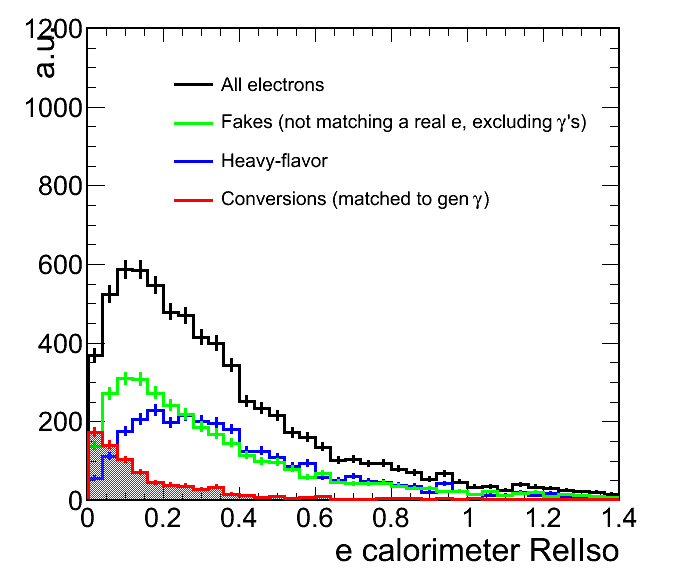 1200
a.u.
1000
800
600
400
200
0
All electrons
Fakes (not matching a real e, excluding γ's)
Heavy-flavor
Conversions (matched to gen γ)
0 0.2 0.4 0.6 0.8 1 1.2 1.4
e calorimeter RelIso